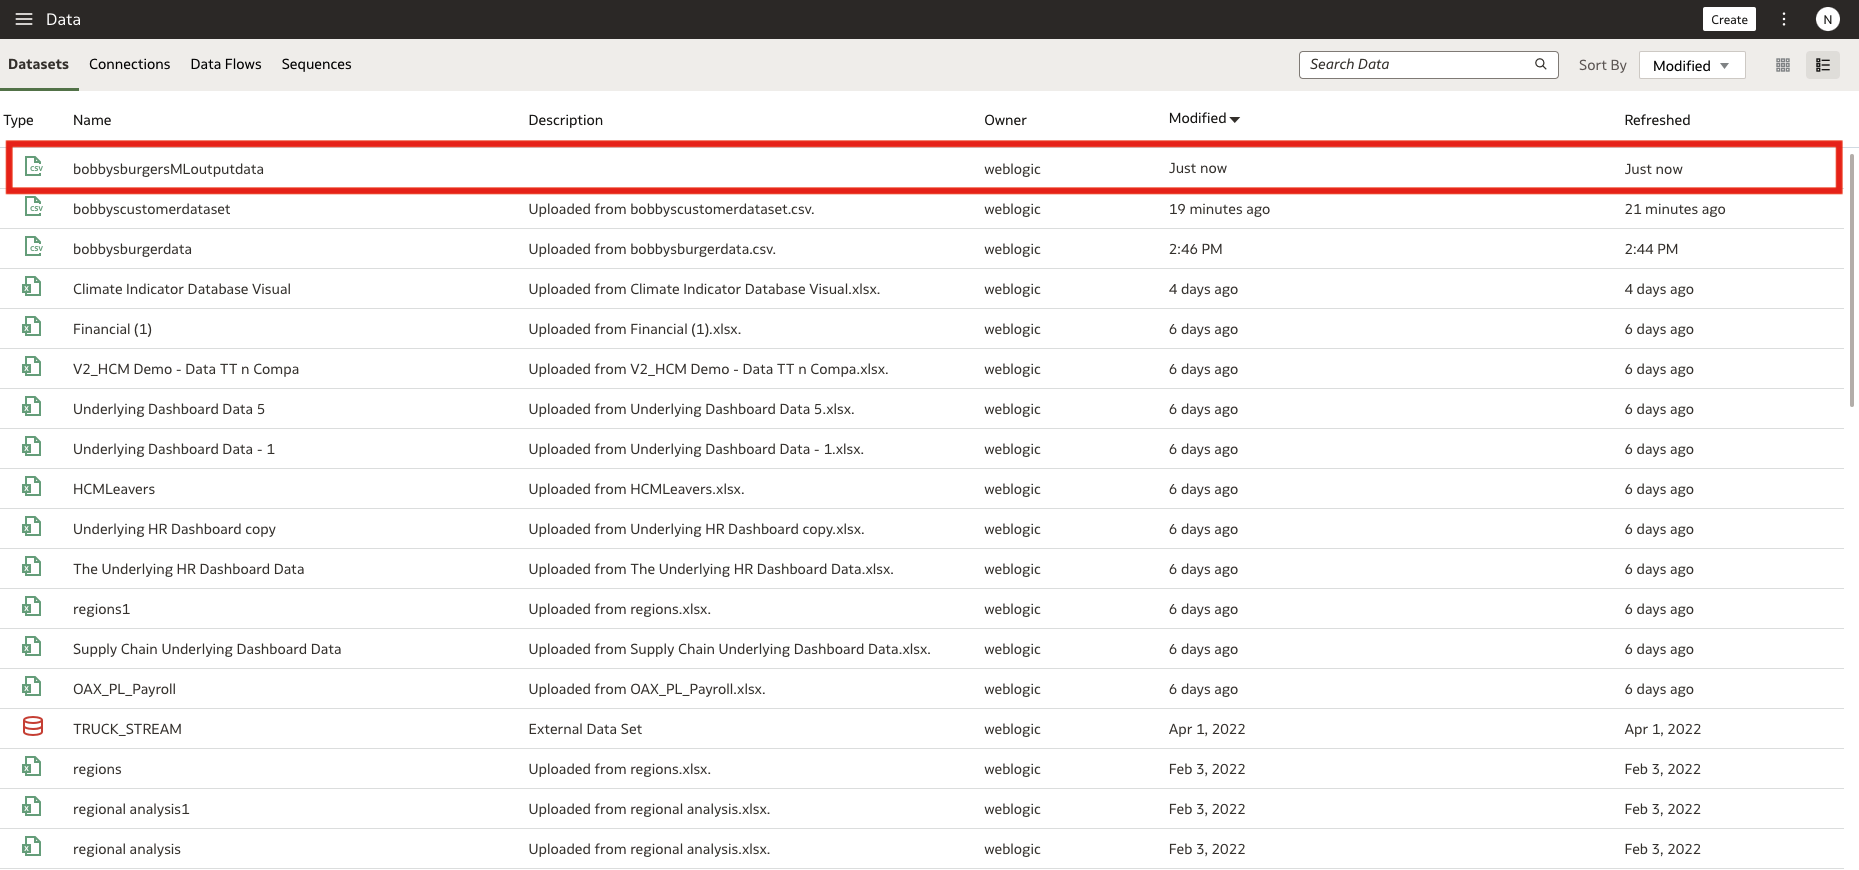 Data Create N
Datasets Connections Data Flows Sequences Search Data Sort By Modified
Type Name Description Owner Modified Refreshed
CSV bobbysburgersMLoutputdata weblogic Just now Just now
CSV bobbyscustomerdataset Uploaded from bobbyscustomerdataset.csv. weblogic 19 minutes ago 21 minutes ago
CSV bobbysburgerdata Uploaded from bobbysburgerdata.csv. weblogic 2:46 PM 2:44 PM
Climate Indicator Database Visual Uploaded from Climate Indicator Database Visual.xlsx. weblogic 4 days ago 4 days ago
Financial (1) Uploaded from Financial (1).xlsx. weblogic 6 days ago 6 days ago
V2_HCM Demo - Data TT n Compa Uploaded from V2_HCM Demo - Data TT n Compa.xlsx. weblogic 6 days ago 6 days ago
Underlying Dashboard Data 5 Uploaded from Underlying Dashboard Data 5.xlsx. weblogic 6 days ago 6 days ago
Underlying Dashboard Data - 1 Uploaded from Underlying Dashboard Data - 1.xlsx. weblogic 6 days ago 6 days ago
HCMLeavers Uploaded from HCMLeavers.xlsx. weblogic 6 days ago 6 days ago
Underlying HR Dashboard copy Uploaded from Underlying HR Dashboard copy.xlsx. weblogic 6 days ago 6 days ago
The Underlying HR Dashboard Data Uploaded from The Underlying HR Dashboard Data.xlsx. weblogic 6 days ago 6 days ago
regions1 Uploaded from regions.xlsx. weblogic 6 days ago 6 days ago
Supply Chain Underlying Dashboard Data Uploaded from Supply Chain Underlying Dashboard Data.xlsx. weblogic 6 days ago 6 days ago
OAX_PL_Payroll Uploaded from OAX_PL_Payroll.xlsx. weblogic 6 days ago 6 days ago
TRUCK_STREAM External Data Set weblogic Apr 1, 2022 Apr 1, 2022
regions Uploaded from regions.xlsx. weblogic Feb 3, 2022 Feb 3, 2022
regional analysis1 Uploaded from regional analysis.xlsx. weblogic Feb 3, 2022 Feb 3, 2022
regional analysis Uploaded from regional analysis.xlsx. weblogic Feb 3, 2022 Feb 3, 2022